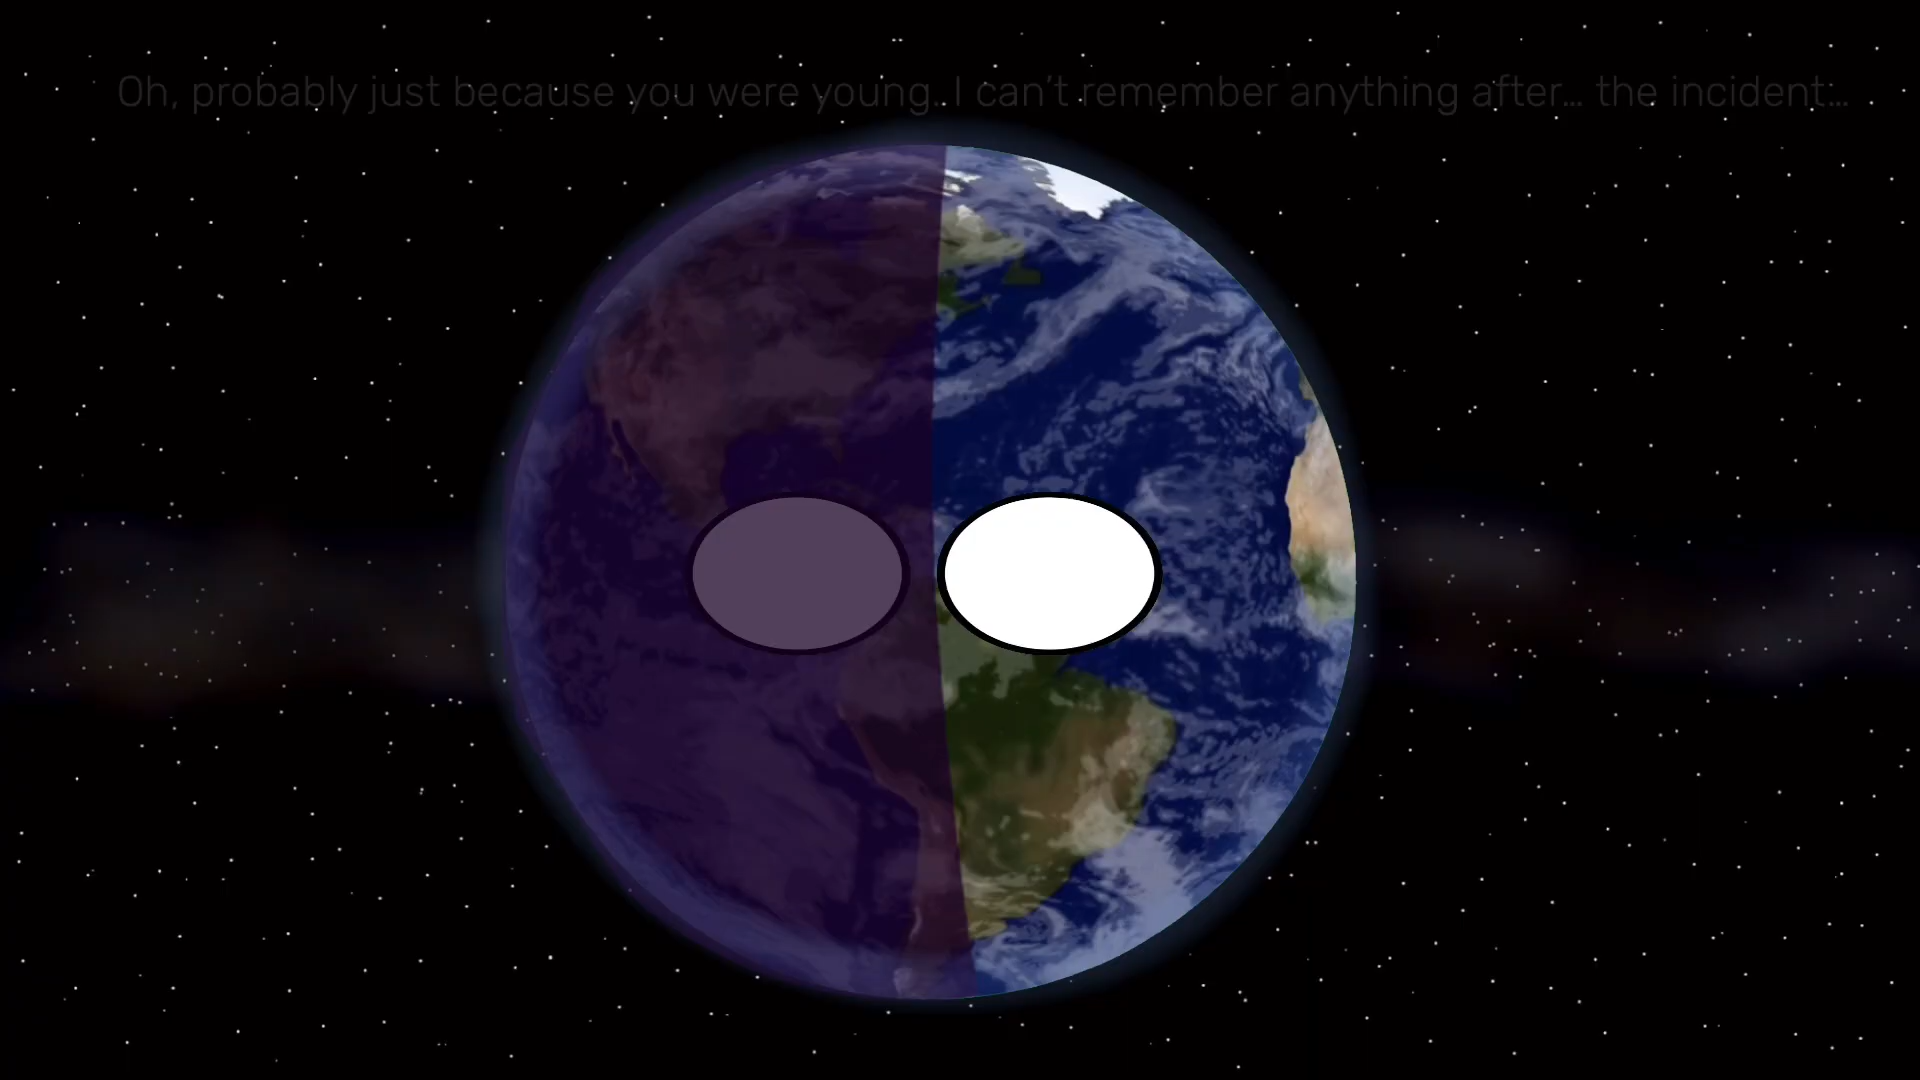 Oh, probably just because you were young. I can't remember anything after… the incident…